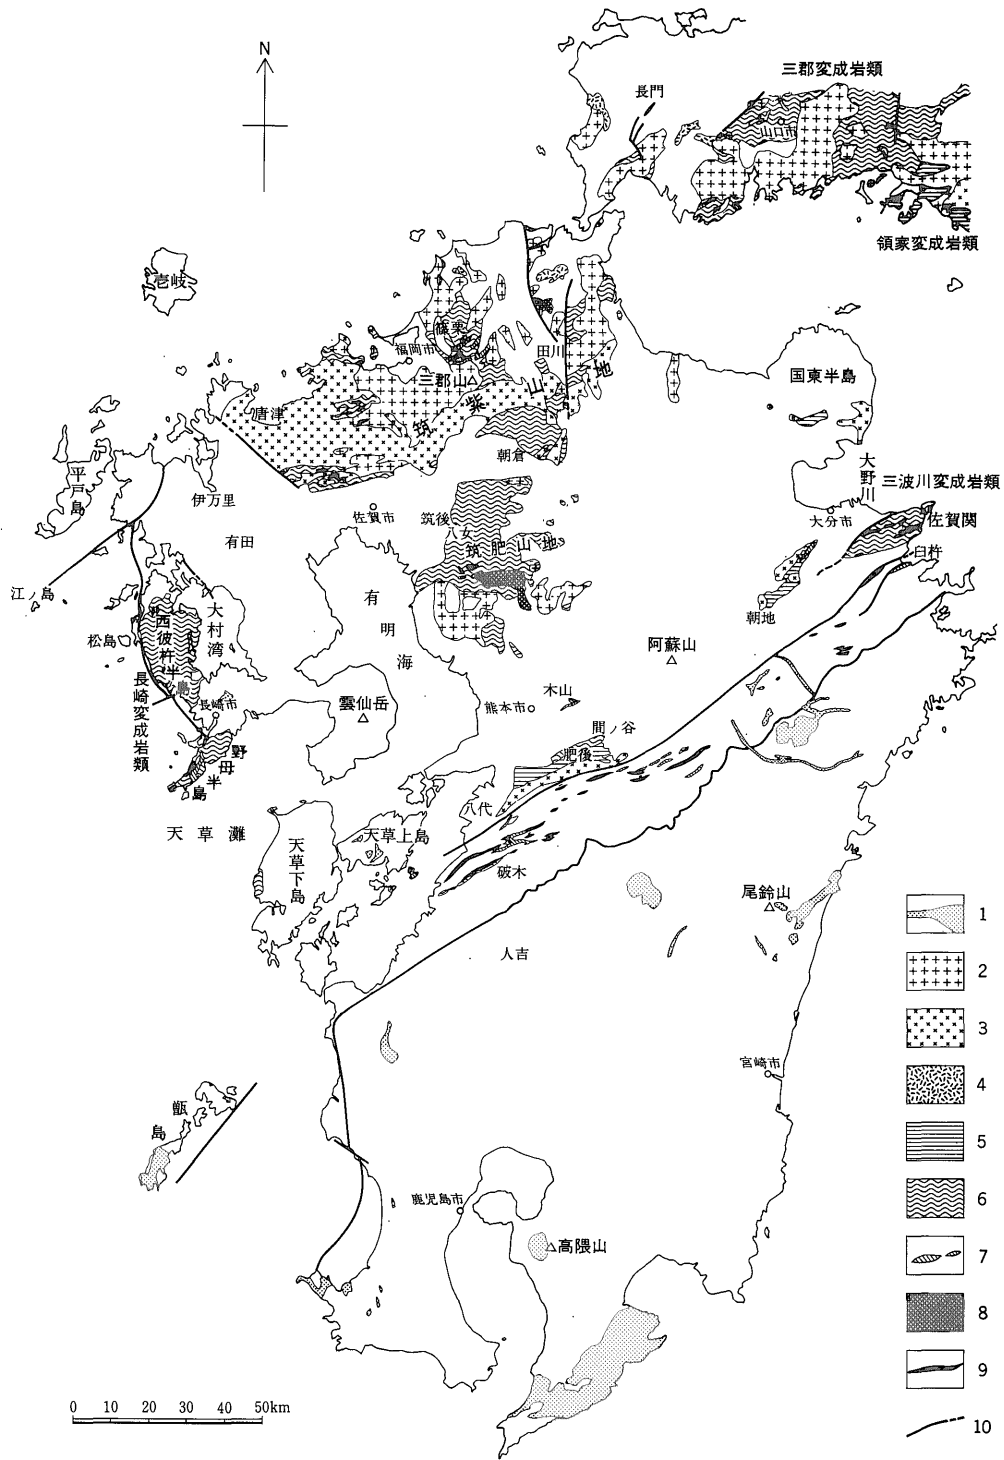 N
三郡変成岩類
長門
山口市
領家変成岩類
壱岐
篠栗
福岡市
田川
三郡山
筑紫山地
国東半島
唐津
朝倉
平戸島
伊万里
大野川
三波川変成岩類
佐賀市
筑後
大分市
佐賀関
八女
筑肥山地
有田
臼杵
江ノ島
大村湾
有明海
西彼杵半島
松島
朝地
阿蘇山
長崎変成岩類
長崎市
雲仙岳
木山
熊本市
間ノ谷
野母半島
肥後
八代
天草灘
天草上島
天草下島
破木
尾鈴山
人吉
宮崎市
甑島
鹿児島市
高隈山
1
2
3
4
5
6
7
8
9
10
0 10 20 30 40 50km